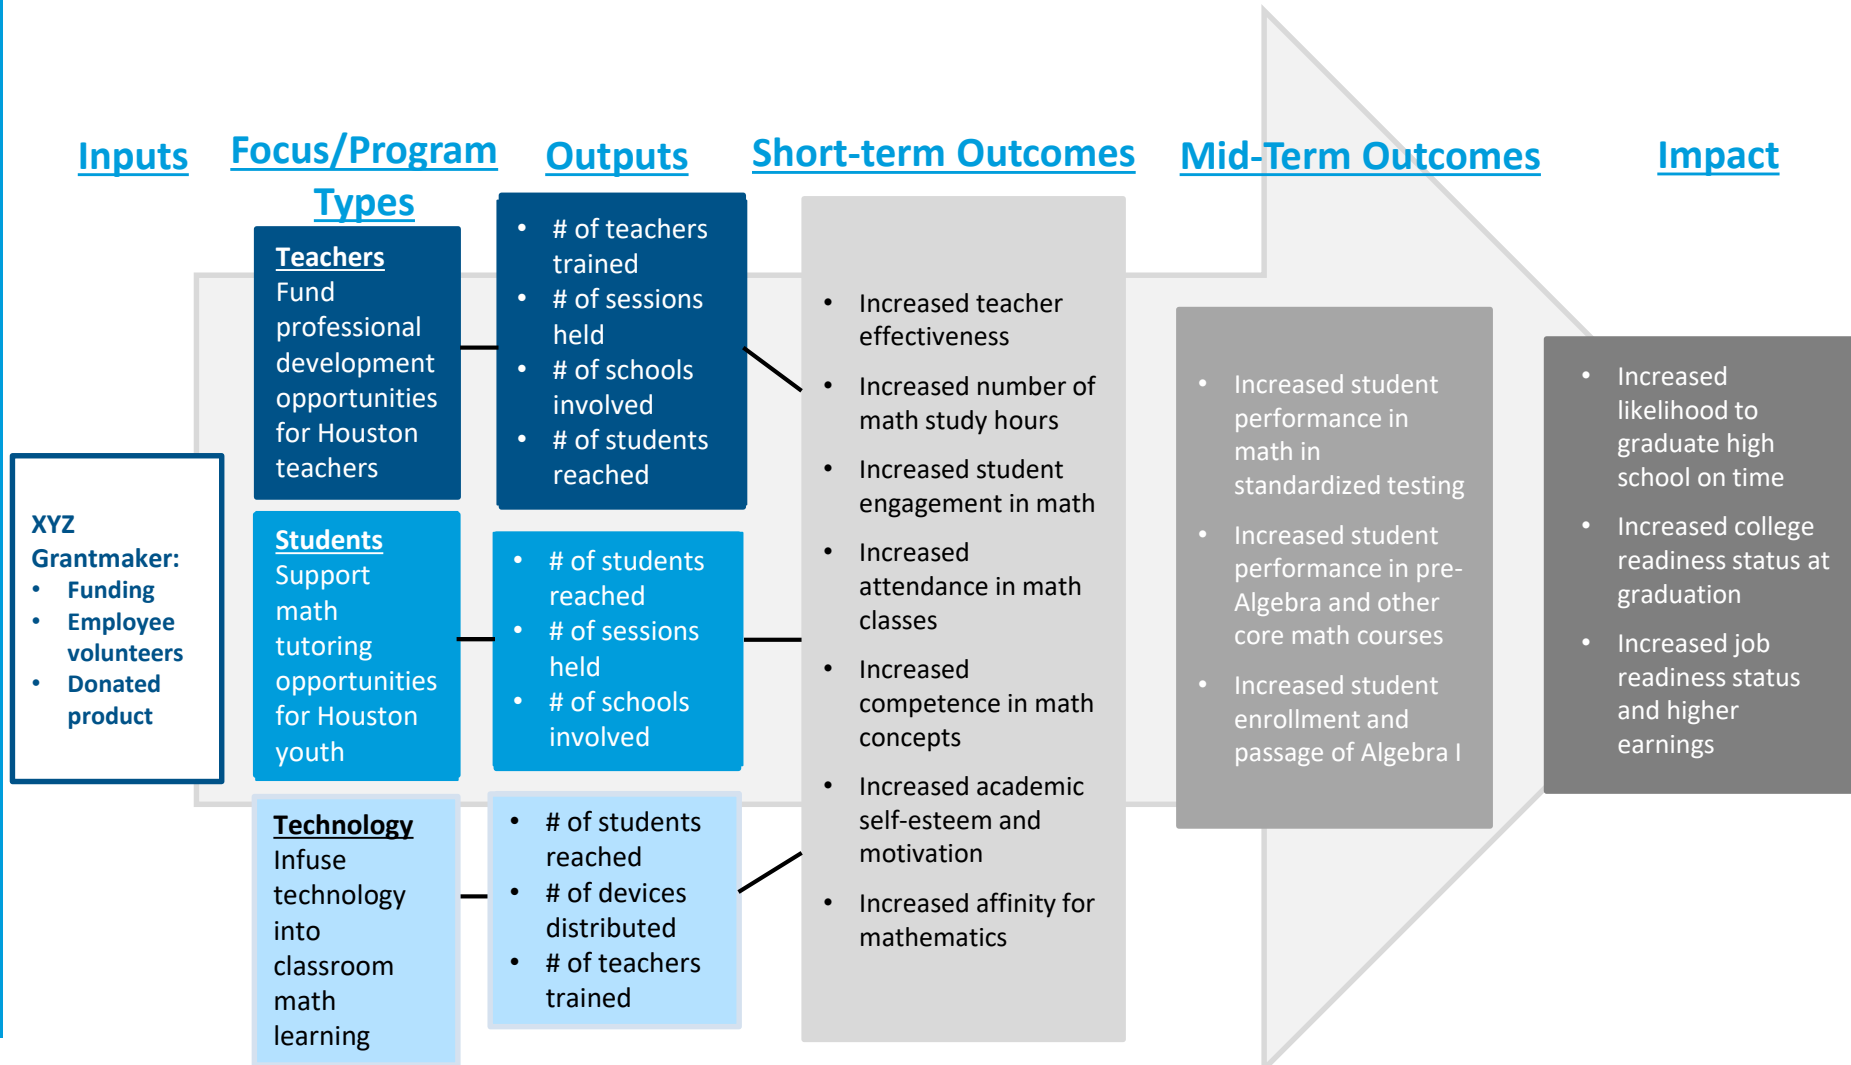 Inputs
Focus/Program
Types
Outputs
Short-term Outcomes
Mid-Term Outcomes
Impact
XYZ
Grantmaker:
• Funding
• Employee
volunteers
• Donated
product
Teachers
Fund
professional
development
opportunities
for Houston
teachers
Students
Support
math
tutoring
opportunities
for Houston
youth
Technology
Infuse
technology
into
classroom
math
learning
• # of teachers
trained
• # of sessions
held
• # of schools
involved
• # of students
reached
• # of students
reached
• # of sessions
held
• # of schools
involved
• # of students
reached
• # of devices
distributed
• # of teachers
trained
• Increased teacher
effectiveness
• Increased number of
math study hours
• Increased student
engagement in math
• Increased
attendance in math
classes
• Increased
competence in math
concepts
• Increased academic
self-esteem and
motivation
• Increased affinity for
mathematics
• Increased student
performance in
math in
standardized testing
• Increased student
performance in pre-
Algebra and other
core math courses
• Increased student
enrollment and
passage of Algebra I
• Increased
likelihood to
graduate high
school on time
• Increased college
readiness status at
graduation
• Increased job
readiness status
and higher
earnings